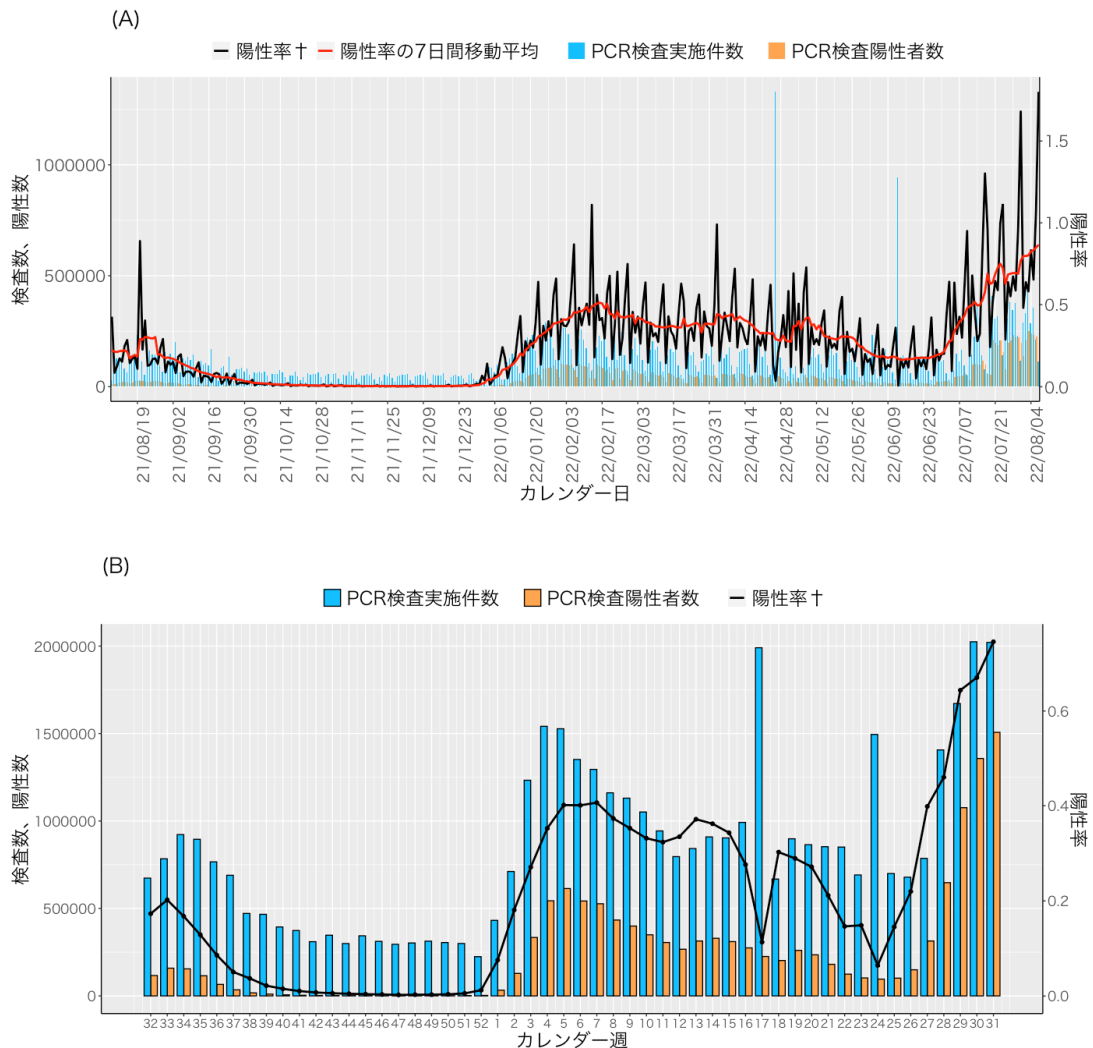 (A)
陽性率† 陽性率の7日間移動平均 PCR検査実施件数 PCR検査陽性者数
検査数、陽性数
1000000
500000
0
1.5
1.0
0.5
0.0
陽性率
21/08/19 21/09/02 21/09/16 21/09/30 21/10/14 21/10/28 21/11/11 21/11/25 21/12/09 21/12/23 22/01/06 22/01/20 22/02/03 22/02/17 22/03/03 22/03/17 22/03/31 22/04/14 22/04/28 22/05/12 22/05/26 22/06/09 22/06/23 22/07/07 22/07/21 22/08/04
カレンダー日
(B)
PCR検査実施件数 PCR検査陽性者数 陽性率†
検査数、陽性数
2000000
1500000
1000000
500000
0
0.6
0.4
0.2
0.0
陽性率
32 33 34 35 36 37 38 39 40 41 42 43 44 45 46 47 48 49 50 51 52 1 2 3 4 5 6 7 8 9 10 11 12 13 14 15 16 17 18 19 20 21 22 23 24 25 26 27 28 29 30 31
カレンダー週